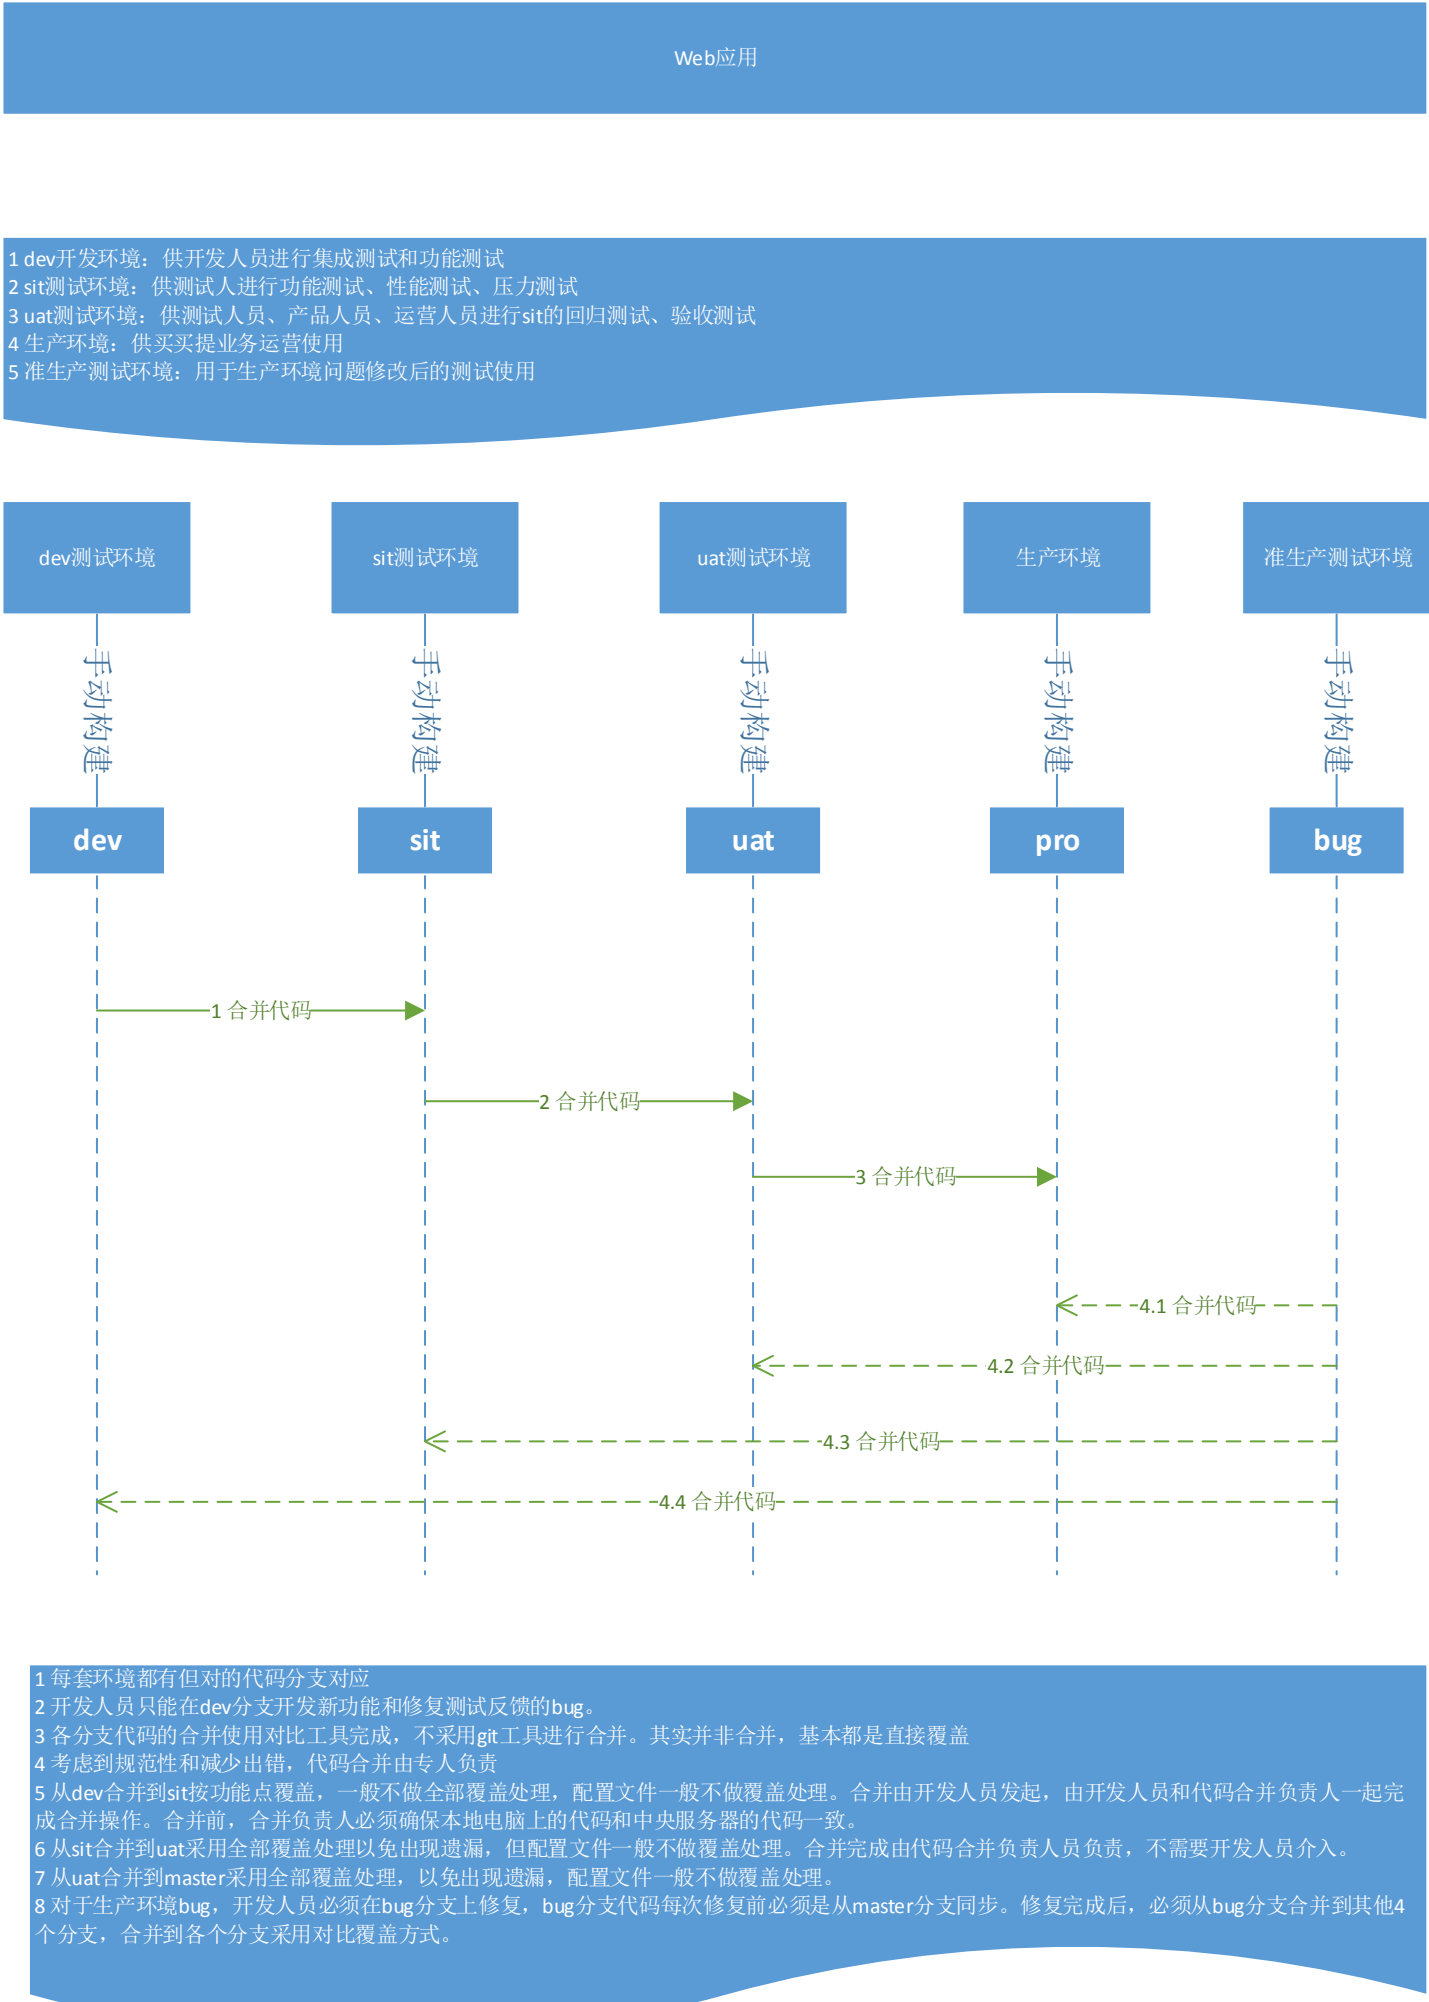 Web应用
1 dev开发环境：供开发人员进行集成测试和功能测试
2 sit测试环境：供测试人进行功能测试、性能测试、压力测试
3 uat测试环境：供测试人员、产品人员、运营人员进行sit的回归测试、验收测试
4 生产环境：供买买提业务运营使用
5 准生产测试环境：用于生产环境问题修改后的测试使用
dev测试环境
sit测试环境
uat测试环境
生产环境
准生产测试环境
手动构建
手动构建
手动构建
手动构建
手动构建
dev
sit
uat
pro
bug
1 合并代码
2 合并代码
3 合并代码
4.1 合并代码
4.2 合并代码
4.3 合并代码
4.4 合并代码
1 每套环境都有但对的代码分支对应
2 开发人员只能在dev分支开发新功能和修复测试反馈的bug。
3 各分支代码的合并使用对比工具完成，不采用git工具进行合并。其实并非合并，基本都是直接覆盖
4 考虑到规范性和减少出错，代码合并由专人负责
5 从dev合并到sit按功能点覆盖，一般不做全部覆盖处理，配置文件一般不做覆盖处理。合并由开发人员发起，由开发人员和代码合并负责人一起完
成合并操作。合并前，合并负责人必须确保本地电脑上的代码和中央服务器的代码一致。
6 从sit合并到uat采用全部覆盖处理以免出现遗漏，但配置文件一般不做覆盖处理。合并完成由代码合并负责人员负责，不需要开发人员介入。
7 从uat合并到master采用全部覆盖处理，以免出现遗漏，配置文件一般不做覆盖处理。
8 对于生产环境bug，开发人员必须在bug分支上修复，bug分支代码每次修复前必须是从master分支同步。修复完成后，必须从bug分支合并到其他4
个分支，合并到各个分支采用对比覆盖方式。